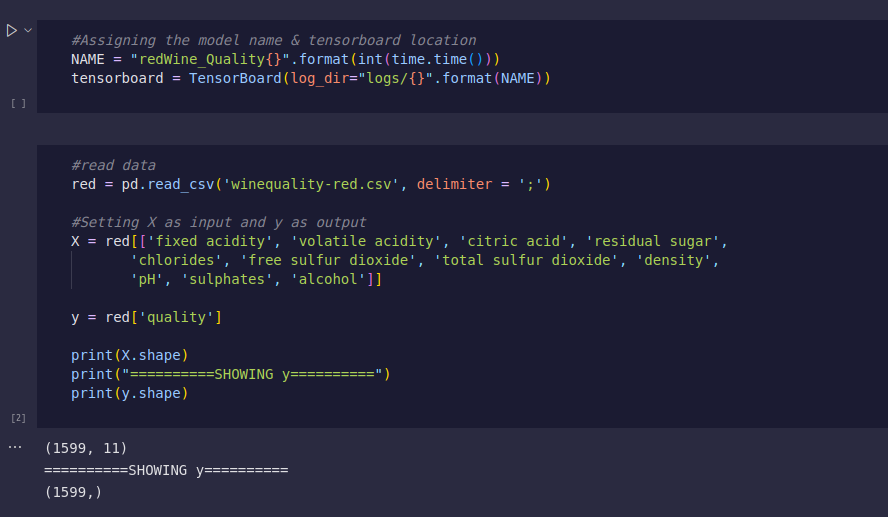 #Assigning the model name & tensorboard location
NAME = "redWine_Quality{}".format(int(time.time()))
tensorboard = TensorBoard(log_dir="logs/{}".format(NAME))
[ ]
#read data
red = pd.read_csv('winequality-red.csv', delimiter = ';')
#Setting X as input and y as output
X = red[['fixed acidity', 'volatile acidity', 'citric acid', 'residual sugar',
'chlorides', 'free sulfur dioxide', 'total sulfur dioxide', 'density',
'pH', 'sulphates', 'alcohol']]
y = red['quality']
print(X.shape)
print("==========SHOWING y==========")
print(y.shape)
[2]
...
(1599, 11)
==========SHOWING y==========
(1599,)